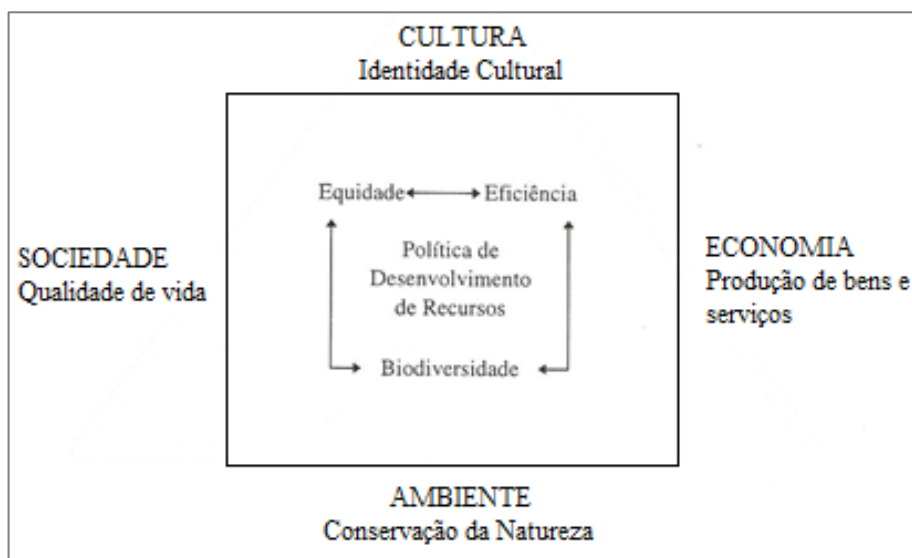 CULTURA
Identidade Cultural
Equidade Eficiência
Política de
Desenvolvimento
de Recursos
Biodiversidade
SOCIEDADE
Qualidade de vida
ECONOMIA
Produção de bens e
serviços
AMBIENTE
Conservação da Natureza